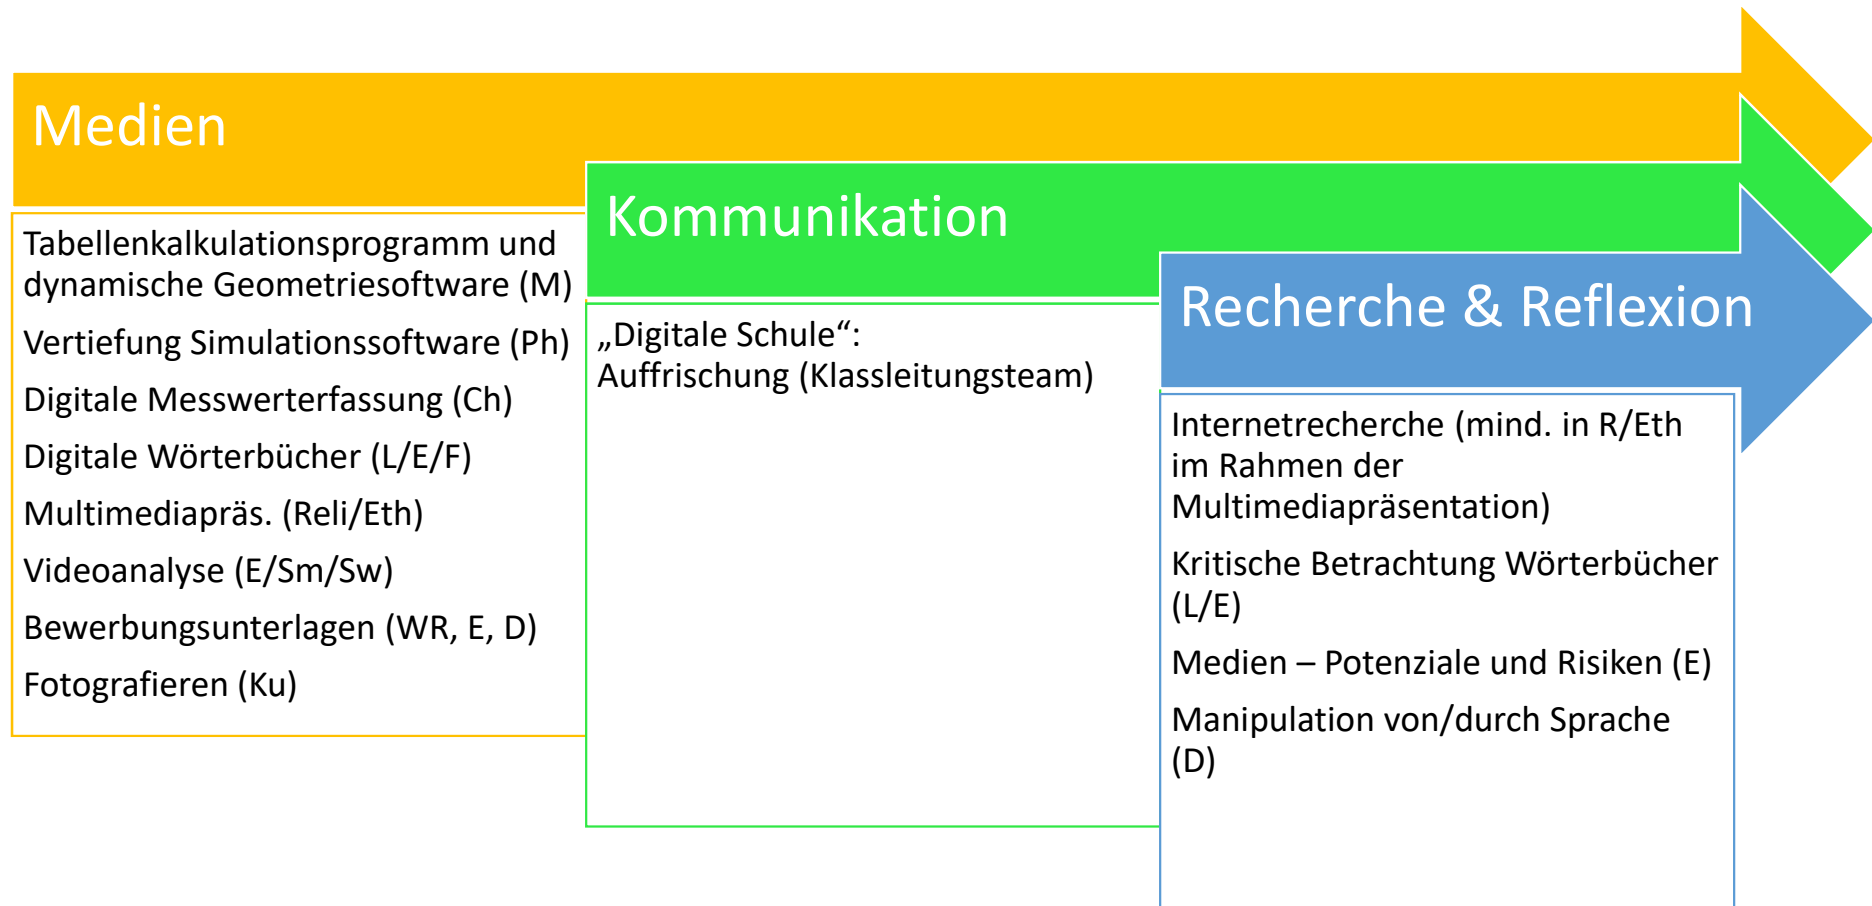 Medien
Tabellenkalkulationsprogramm und
dynamische Geometriesoftware (M)
Vertiefung Simulationssoftware (Ph)
Digitale Messwerterfassung (Ch)
Digitale Wörterbücher (L/E/F)
Multimediapräs. (Reli/Eth)
Videoanalyse (E/Sm/Sw)
Bewerbungsunterlagen (WR, E, D)
Fotografieren (Ku)
Kommunikation
„Digitale Schule“:
Auffrischung (Klassleitungsteam)
Recherche & Reflexion
Internetrecherche (mind. in R/Eth
im Rahmen der
Multimediapräsentation)
Kritische Betrachtung Wörterbücher
(L/E)
Medien – Potenziale und Risiken (E)
Manipulation von/durch Sprache
(D)